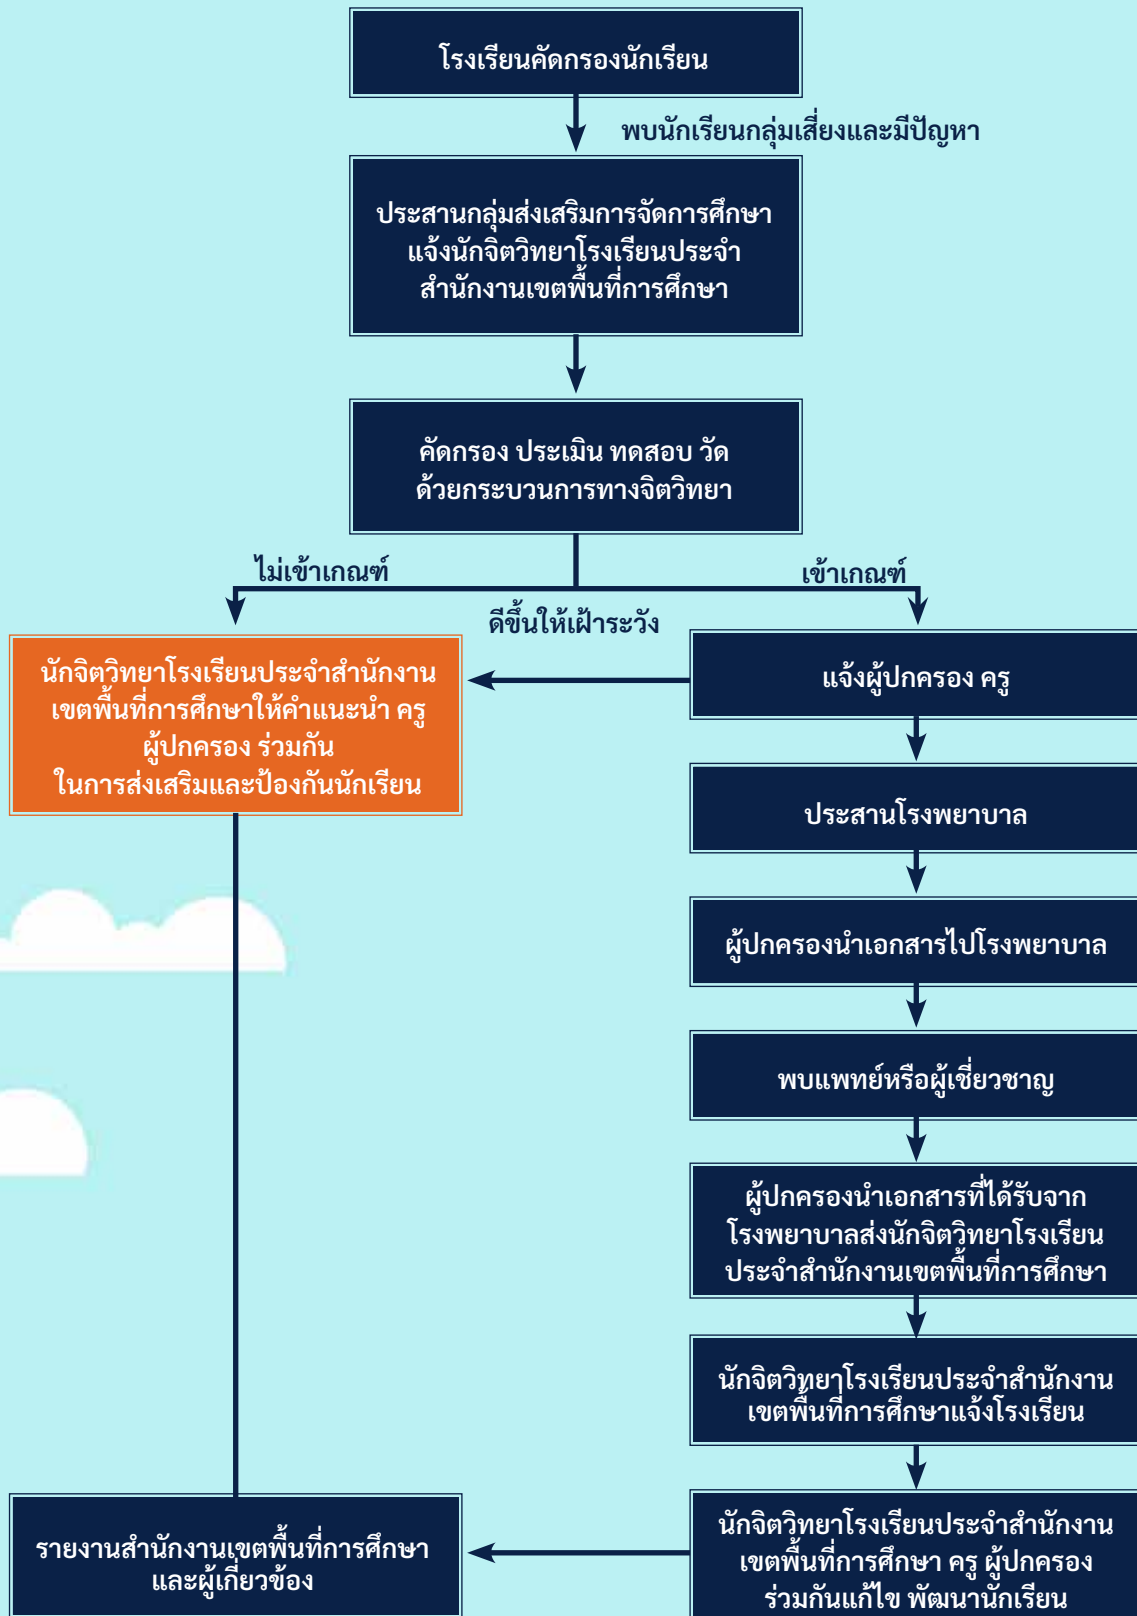 โรงเรียนคัดกรองนักเรียน
พบนักเรียนกลุ่มเสี่ยงและมีปัญหา
ประสานกลุ่มส่งเสริมการจัดการศึกษา
แจ้งนักจิตวิทยาโรงเรียนประจำ
สำนักงานเขตพื้นที่การศึกษา
คัดกรอง ประเมิน ทดสอบ วัด
ด้วยกระบวนการทางจิตวิทยา
ไม่เข้าเกณฑ์
เข้าเกณฑ์
ดีขึ้นให้เฝ้าระวัง
นักจิตวิทยาโรงเรียนประจำสำนักงาน
เขตพื้นที่การศึกษาให้คำแนะนำ ครู
ผู้ปกครอง ร่วมกัน
ในการส่งเสริมและป้องกันนักเรียน
แจ้งผู้ปกครอง ครู
ประสานโรงพยาบาล
ผู้ปกครองนำเอกสารไปโรงพยาบาล
พบแพทย์หรือผู้เชี่ยวชาญ
ผู้ปกครองนำเอกสารที่ได้รับจาก
โรงพยาบาลส่งนักจิตวิทยาโรงเรียน
ประจำสำนักงานเขตพื้นที่การศึกษา
นักจิตวิทยาโรงเรียนประจำสำนักงาน
เขตพื้นที่การศึกษาแจ้งโรงเรียน
นักจิตวิทยาโรงเรียนประจำสำนักงาน
เขตพื้นที่การศึกษา ครู ผู้ปกครอง
ร่วมกันแก้ไข พัฒนานักเรียน
รายงานสำนักงานเขตพื้นที่การศึกษา
และผู้เกี่ยวข้อง